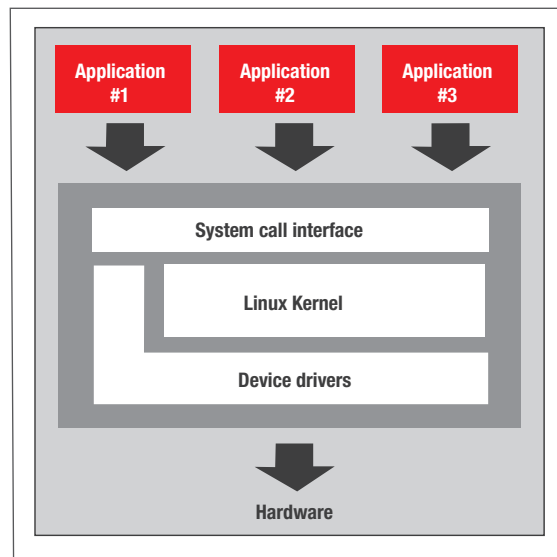 Application
#1
Application
#2
Application
#3
System call interface
Linux Kernel
Device drivers
Hardware